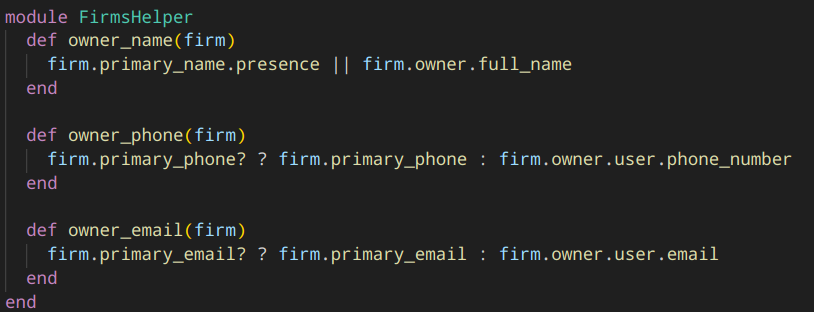 module FirmsHelper
  def owner_name(firm)
    firm.primary_name.presence || firm.owner.full_name
  end

  def owner_phone(firm)
    firm.primary_phone? ? firm.primary_phone : firm.owner.user.phone_number
  end

  def owner_email(firm)
    firm.primary_email? ? firm.primary_email : firm.owner.user.email
  end
end